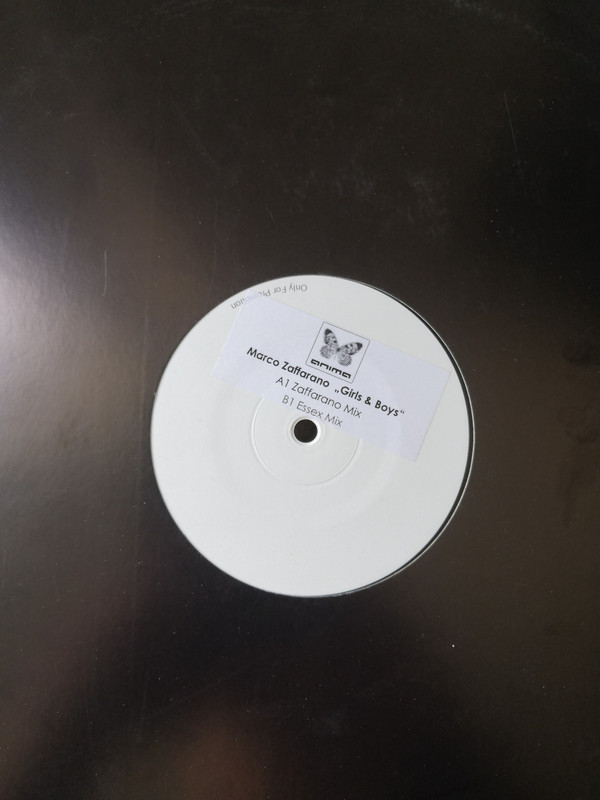 Only For Promotion
anima
Marco Zaffarano „Girls & Boys“
A1 Zaffarano Mix
B1 Essex Mix